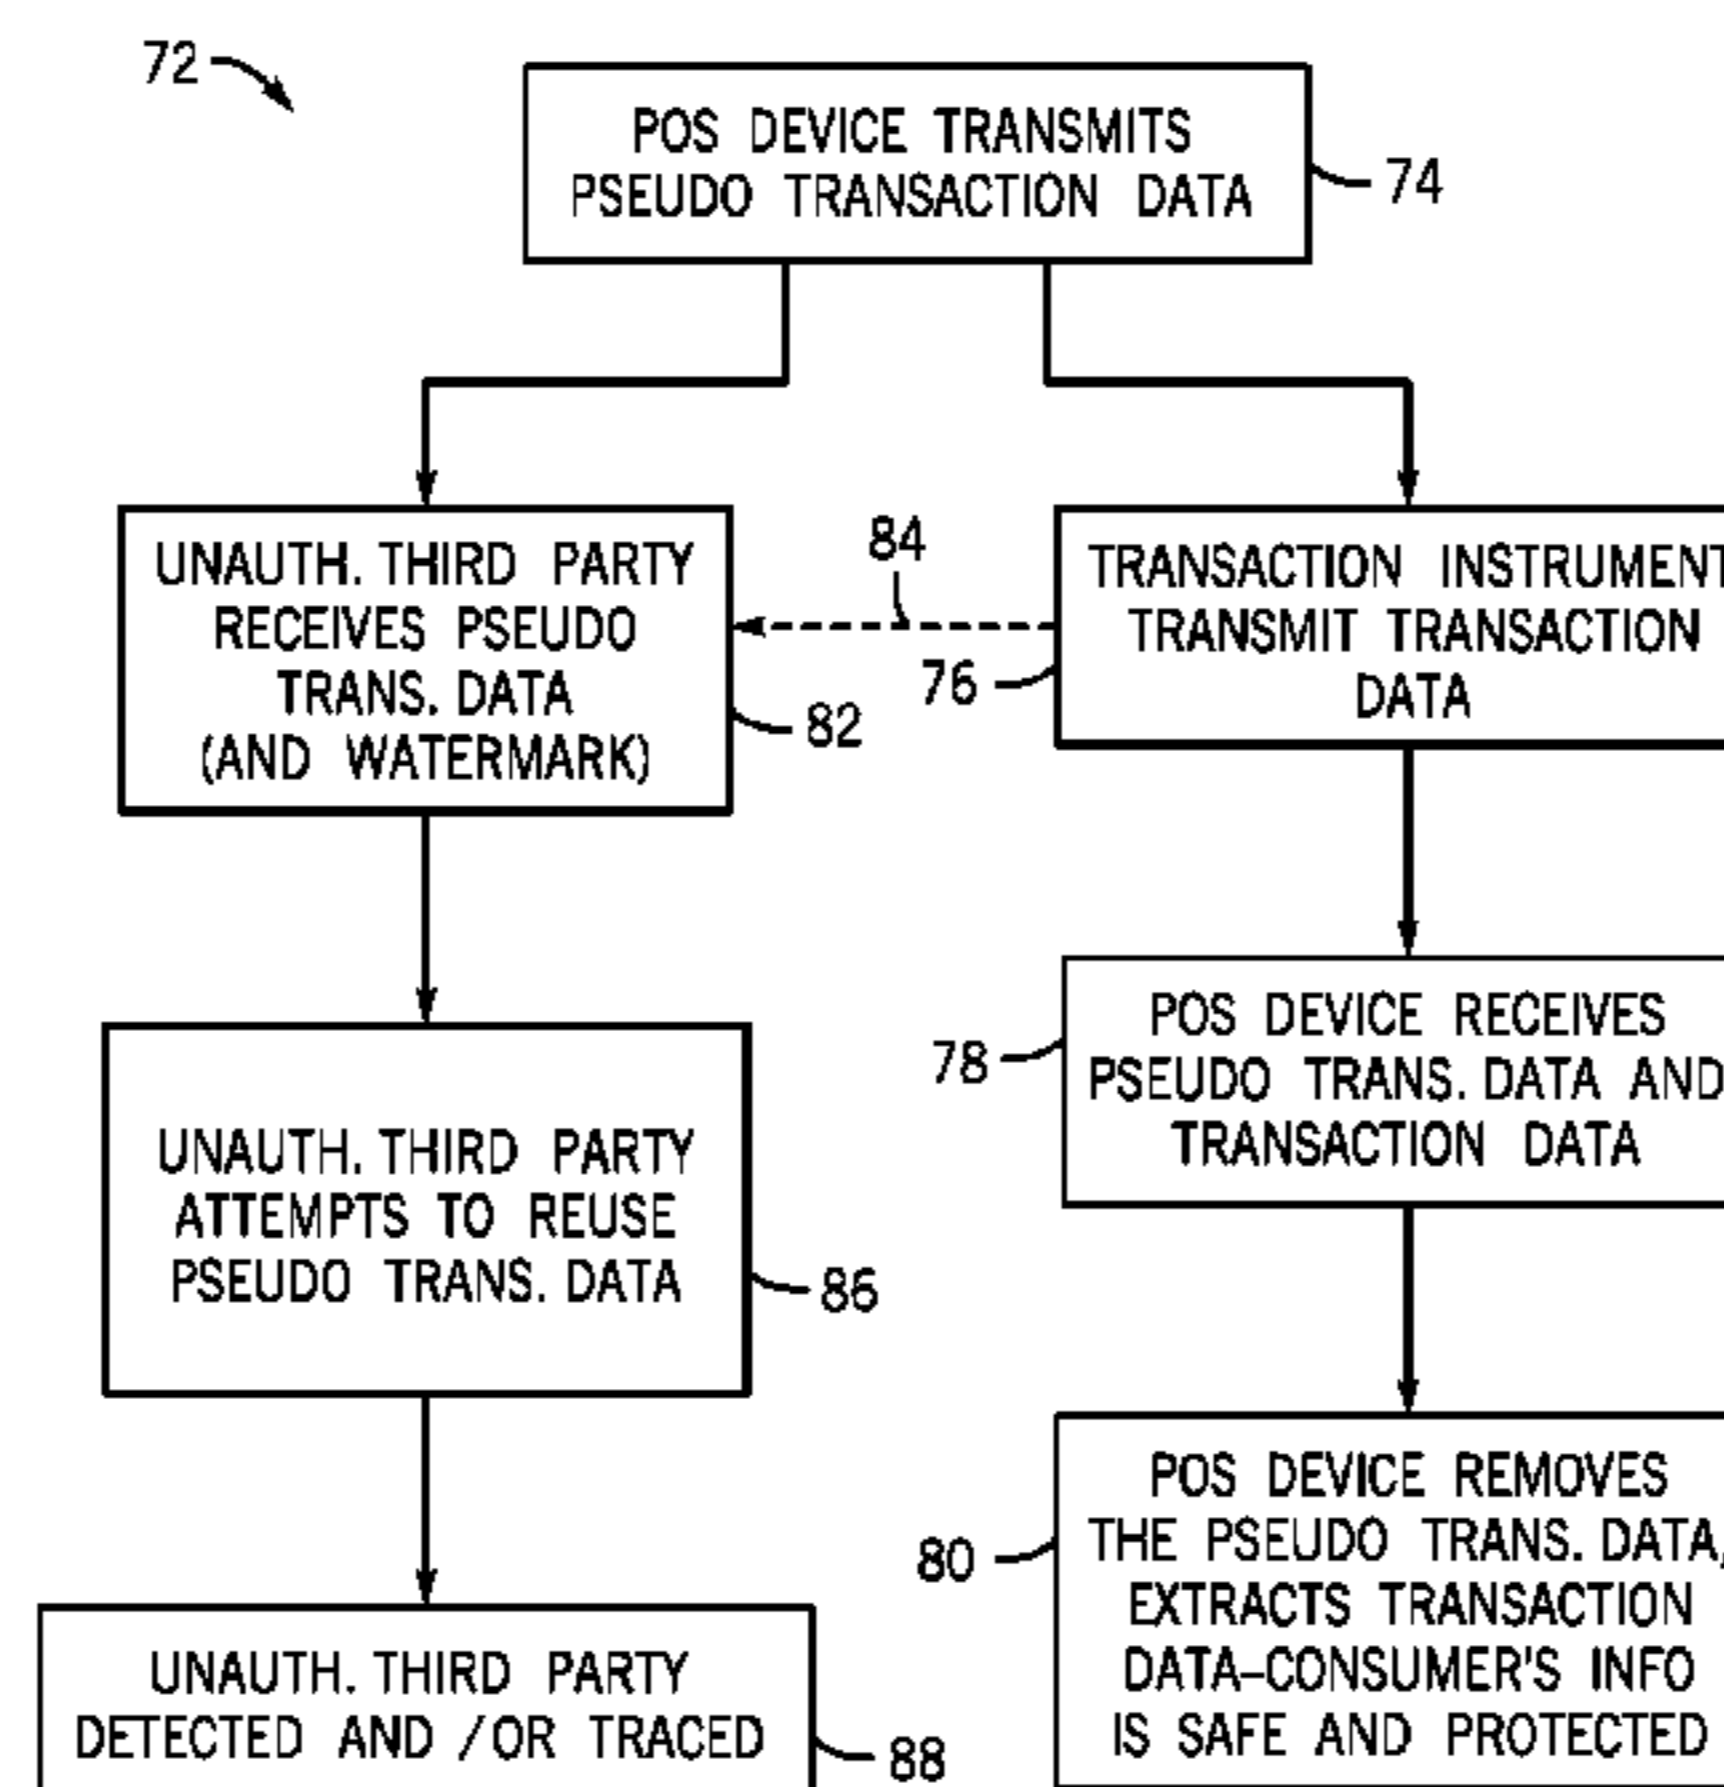 72
POS DEVICE TRANSMITS
PSEUDO TRANSACTION DATA
74
UNAUTH. THIRD PARTY
RECEIVES PSEUDO
TRANS. DATA
(AND WATERMARK)
82
84
76
TRANSACTION INSTRUMENT
TRANSMIT TRANSACTION
DATA
78
POS DEVICE RECEIVES
PSEUDO TRANS. DATA AND
TRANSACTION DATA
UNAUTH. THIRD PARTY
ATTEMPTS TO REUSE
PSEUDO TRANS. DATA
86
80
POS DEVICE REMOVES
THE PSEUDO TRANS. DATA,
EXTRACTS TRANSACTION
DATA–CONSUMER'S INFO
IS SAFE AND PROTECTED
UNAUTH. THIRD PARTY
DETECTED AND /OR TRACED
88